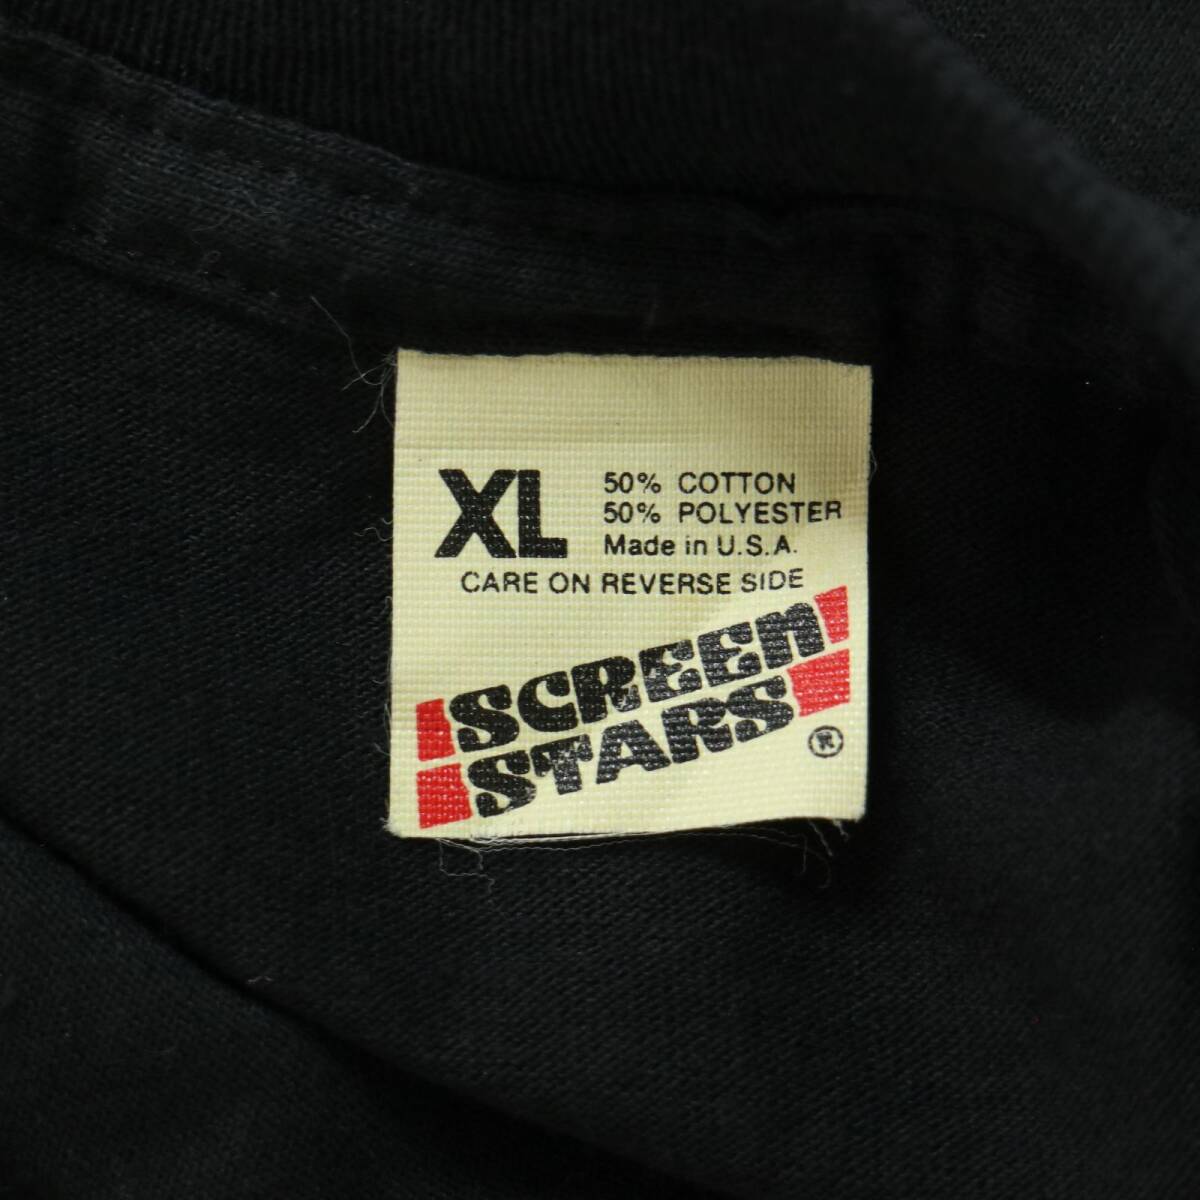 XL
50% COTTON
50% POLYESTER
Made in U.S.A.
CARE ON REVERSE SIDE
SCREEn
STARS ®